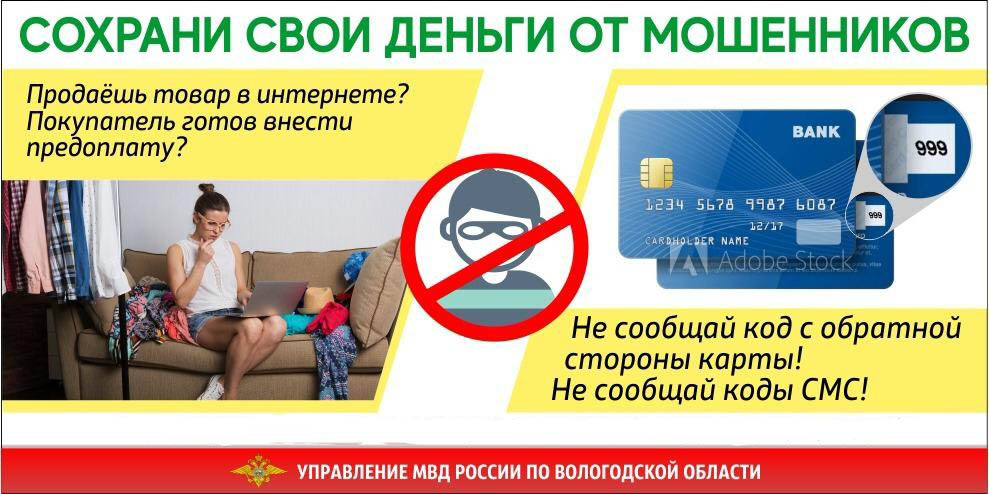 СОХРАНИ СВОИ ДЕНЬГИ ОТ МОШЕННИКОВ
Продаёшь товар в интернете?
Покупатель готов внести
предоплату?
BANK
999
1234 5678 9987 6087
999
12/17
CARDHOLDER NAME
Adobe Stock
Не сообщай код с обратной
стороны карты!
Не сообщай коды СМС!
УПРАВЛЕНИЕ МВД РОССИИ ПО ВОЛОГОДСКОЙ ОБЛАСТИ